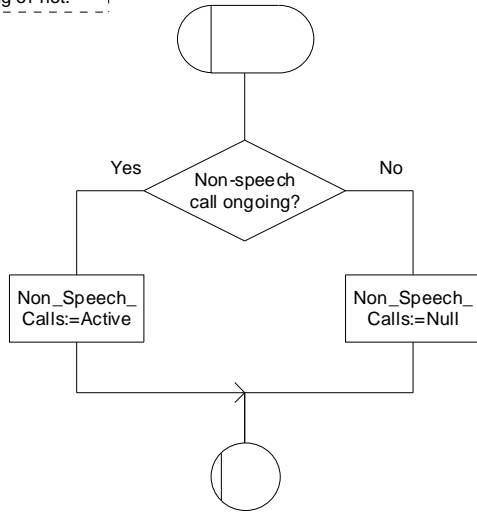 or not.
Yes
No
Non-speech
call ongoing?
Non_Speech_
Calls:=Active
Non_Speech_
Calls:=Null